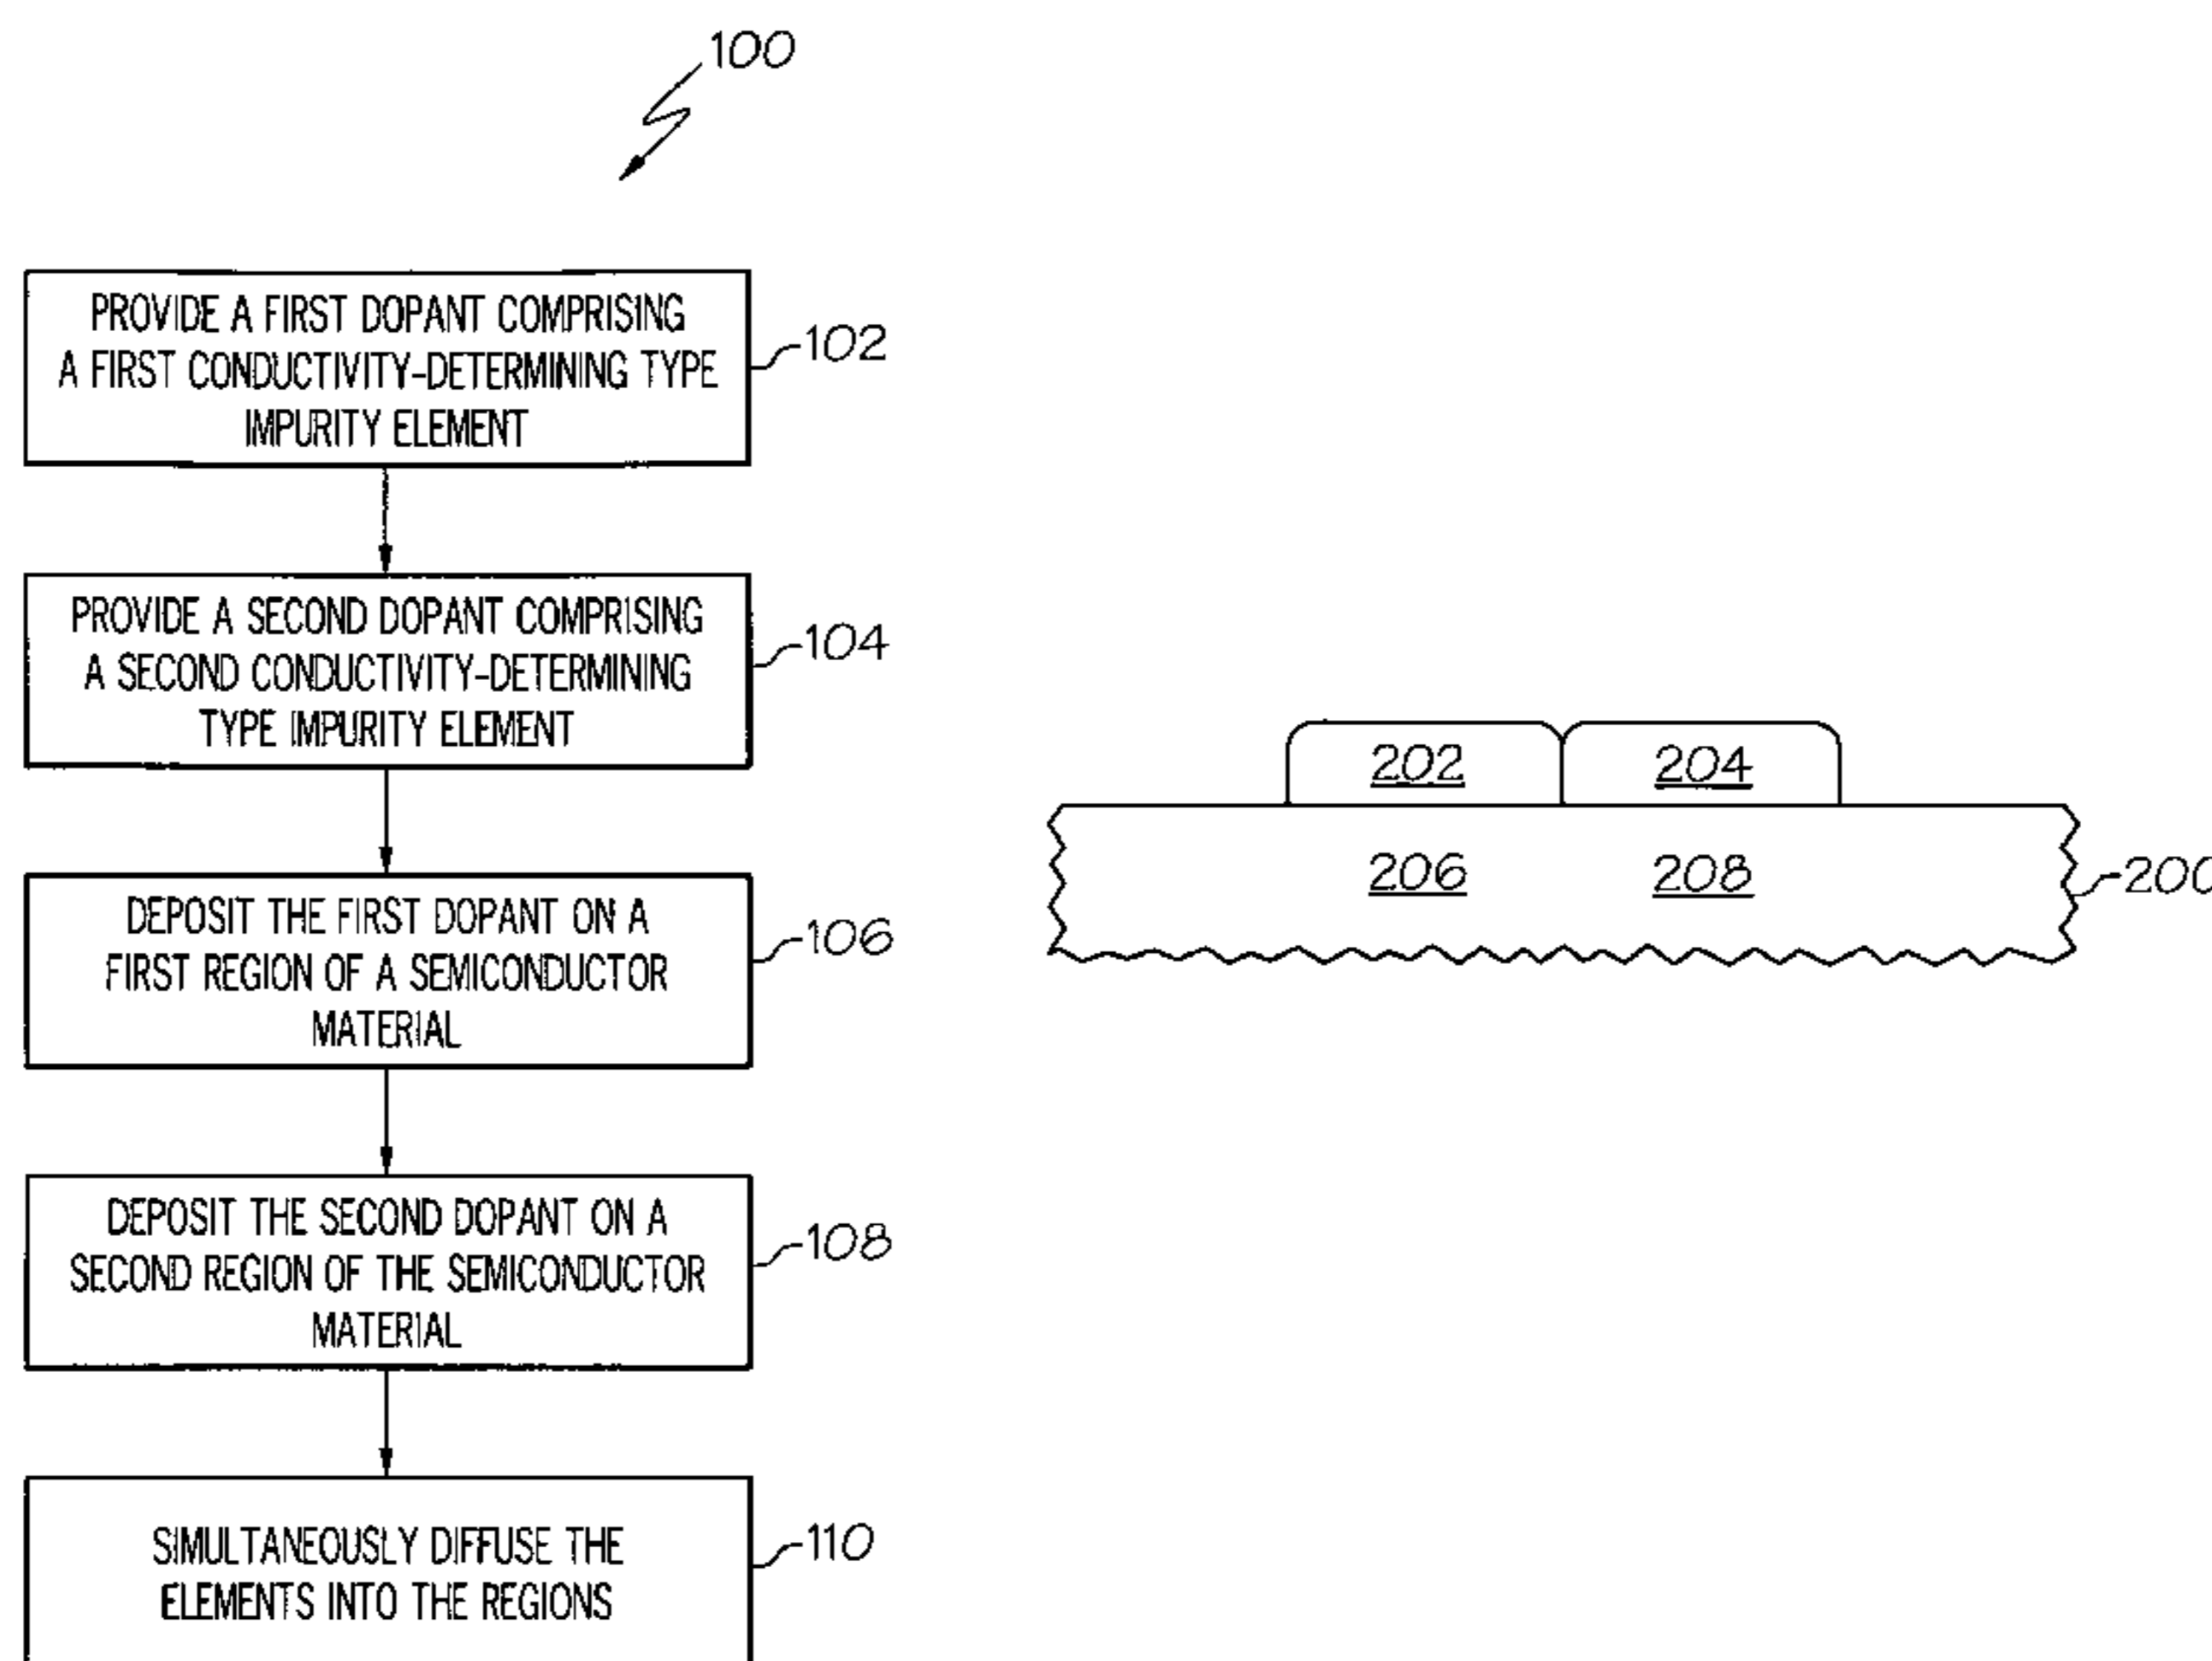 100
PROVIDE A FIRST DOPANT COMPRISING
A FIRST CONDUCTIVITY-DETERMINING TYPE
IMPURITY ELEMENT
102
PROVIDE A SECOND DOPANT COMPRISING
A SECOND CONDUCTIVITY-DETERMINING
TYPE IMPURITY ELEMENT
104
DEPOSIT THE FIRST DOPANT ON A
FIRST REGION OF A SEMICONDUCTOR
MATERIAL
106
DEPOSIT THE SECOND DOPANT ON A
SECOND REGION OF THE SEMICONDUCTOR
MATERIAL
108
SIMULTANEOUSLY DIFFUSE THE
ELEMENTS INTO THE REGIONS
110
202
204
206
208
200